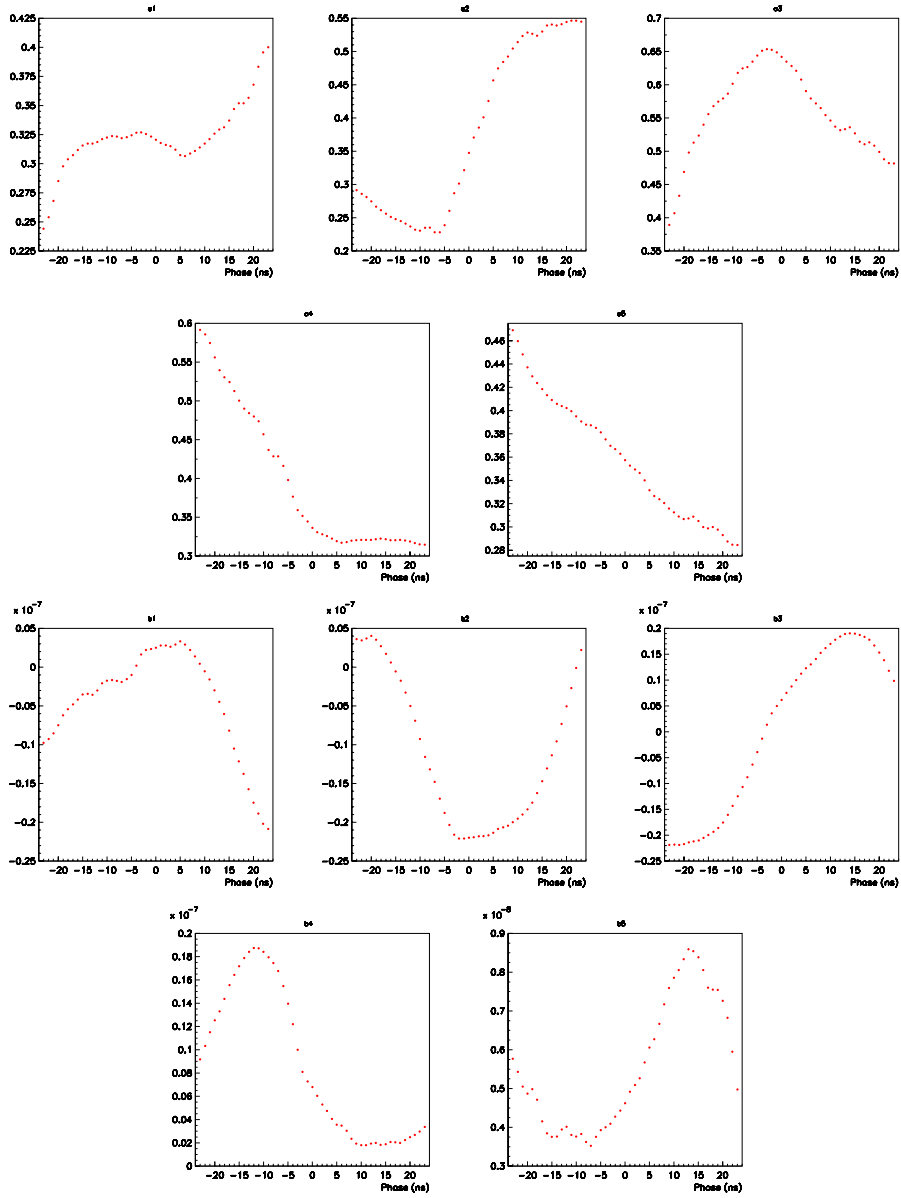 a1
0.425
0.4
0.375
0.35
0.325
0.3
0.275
0.25
0.225
−20 −15 −10 −5 0 5 10 15 20
Phase (ns)
a2
0.55
0.5
0.45
0.4
0.35
0.3
0.25
0.2
−20 −15 −10 −5 0 5 10 15 20
Phase (ns)
a3
0.7
0.65
0.6
0.55
0.5
0.45
0.4
0.35
−20 −15 −10 −5 0 5 10 15 20
Phase (ns)
a4
0.6
0.55
0.5
0.45
0.4
0.35
0.3
−20 −15 −10 −5 0 5 10 15 20
Phase (ns)
a5
0.46
0.44
0.42
0.4
0.38
0.36
0.34
0.32
0.3
0.28
−20 −15 −10 −5 0 5 10 15 20
Phase (ns)
x 10⁻⁷
b1
0.05
0
−0.05
−0.1
−0.15
−0.2
−0.25
−20 −15 −10 −5 0 5 10 15 20
Phase (ns)
x 10⁻⁷
b2
0.05
0
−0.05
−0.1
−0.15
−0.2
−0.25
−20 −15 −10 −5 0 5 10 15 20
Phase (ns)
x 10⁻⁷
b3
0.2
0.15
0.1
0.05
0
−0.05
−0.1
−0.15
−0.2
−0.25
−20 −15 −10 −5 0 5 10 15 20
Phase (ns)
x 10⁻⁷
b4
0.2
0.18
0.16
0.14
0.12
0.1
0.08
0.06
0.04
0.02
0
−20 −15 −10 −5 0 5 10 15 20
Phase (ns)
x 10⁻⁸
b5
0.9
0.8
0.7
0.6
0.5
0.4
0.3
−20 −15 −10 −5 0 5 10 15 20
Phase (ns)